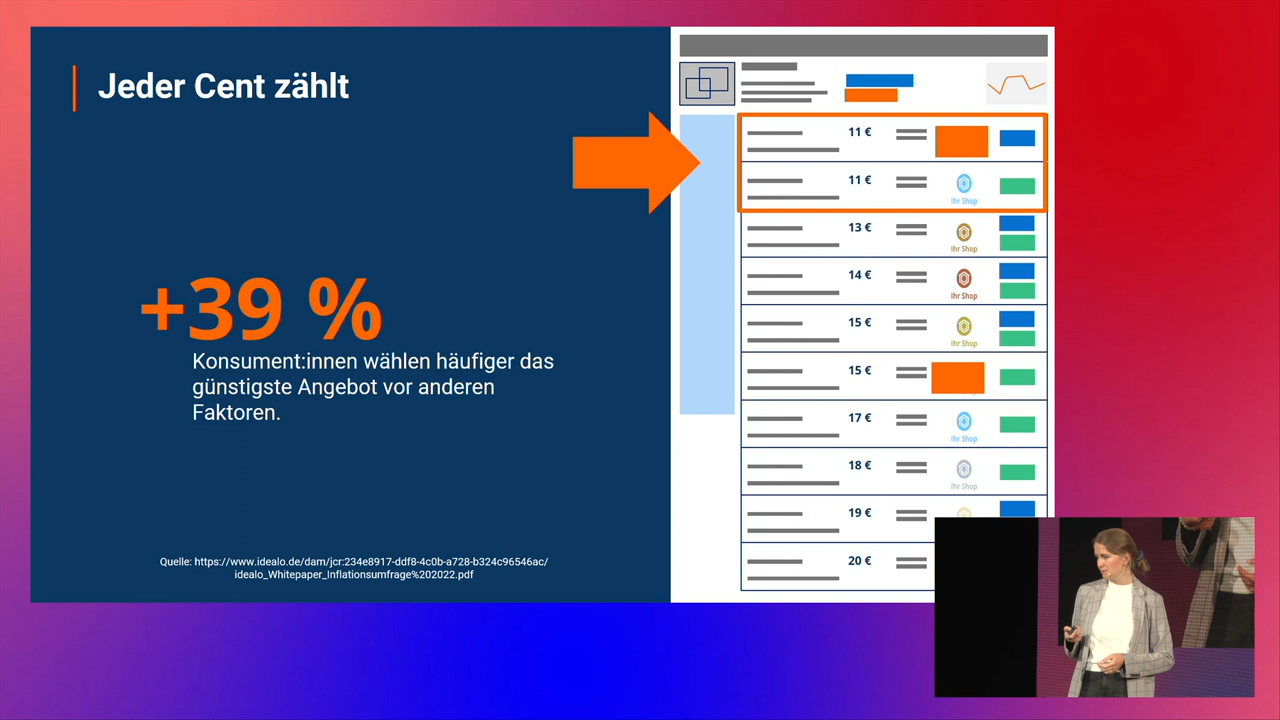 Jeder Cent zählt
+39 %
Konsument:innen wählen häufiger das
günstigste Angebot vor anderen
Faktoren.
Quelle: https://www.idealo.de/dam/jcr:234e8917-ddf8-4c0b-a728-b324c96546ac/
idealo_Whitepaper_Inflationsumfrage%202022.pdf
11 €
11 €
Ihr Shop
13 €
Ihr Shop
14 €
Ihr Shop
15 €
Ihr Shop
15 €
17 €
Ihr Shop
18 €
Ihr Shop
19 €
20 €